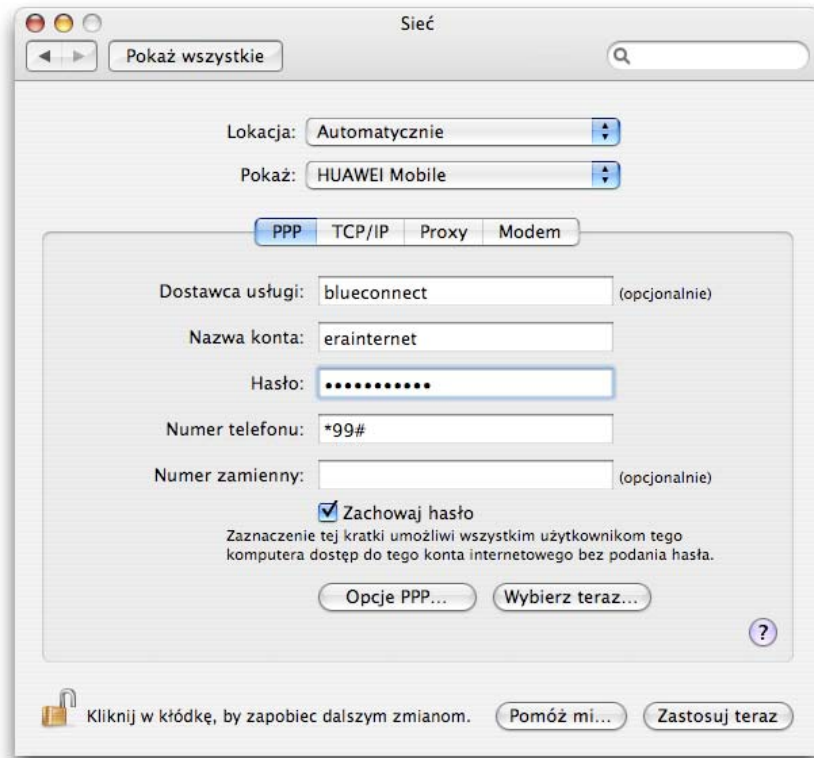 Sieć
Pokaż wszystkie
Lokacja: Automatycznie
Pokaż: HUAWEI Mobile
PPP TCP/IP Proxy Modem
Dostawca usługi: blueconnect (opcjonalnie)
Nazwa konta: erainternet
Hasło: •••••••••••
Numer telefonu: *99#
Numer zamienny: (opcjonalnie)
Zachowaj hasło
Zaznaczenie tej kratki umożliwi wszystkim użytkownikom tego
komputera dostęp do tego konta internetowego bez podania hasła.
Opcje PPP... Wybierz teraz...
?
Kliknij w kłódkę, by zapobiec dalszym zmianom. Pomóż mi... Zastosuj teraz